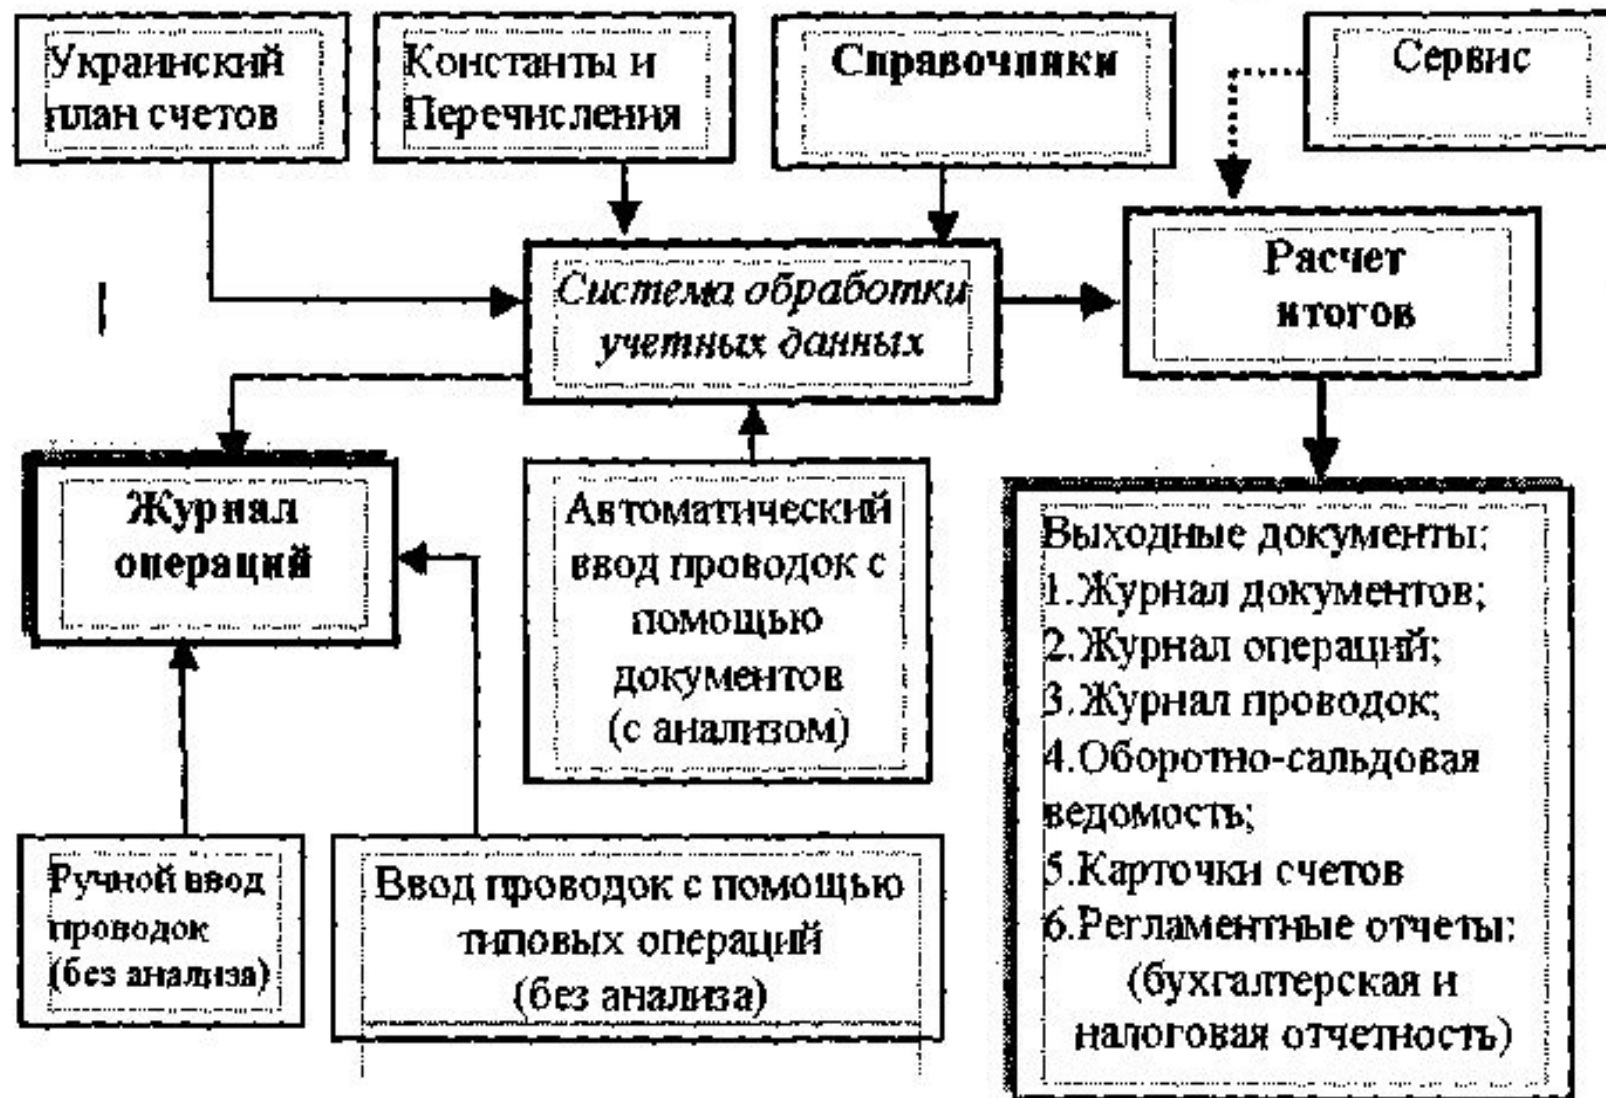 Украинский
план счетов
Константы и
Перечисления
Справочники
Сервис
Система обработки
учетных данных
Расчет
итогов
Журнал
операций
Автоматический
ввод проводок с
помощью
документов
(с анализом)
Выходные документы:
1.Журнал документов;
2.Журнал операций;
3.Журнал проводок;
4.Оборотно-сальдовая
ведомость;
5.Карточки счетов
6.Регламентные отчеты:
(бухгалтерская и
налоговая отчетность)
Ручной ввод
проводок
(без анализа)
Ввод проводок с помощью
типовых операций
(без анализа)